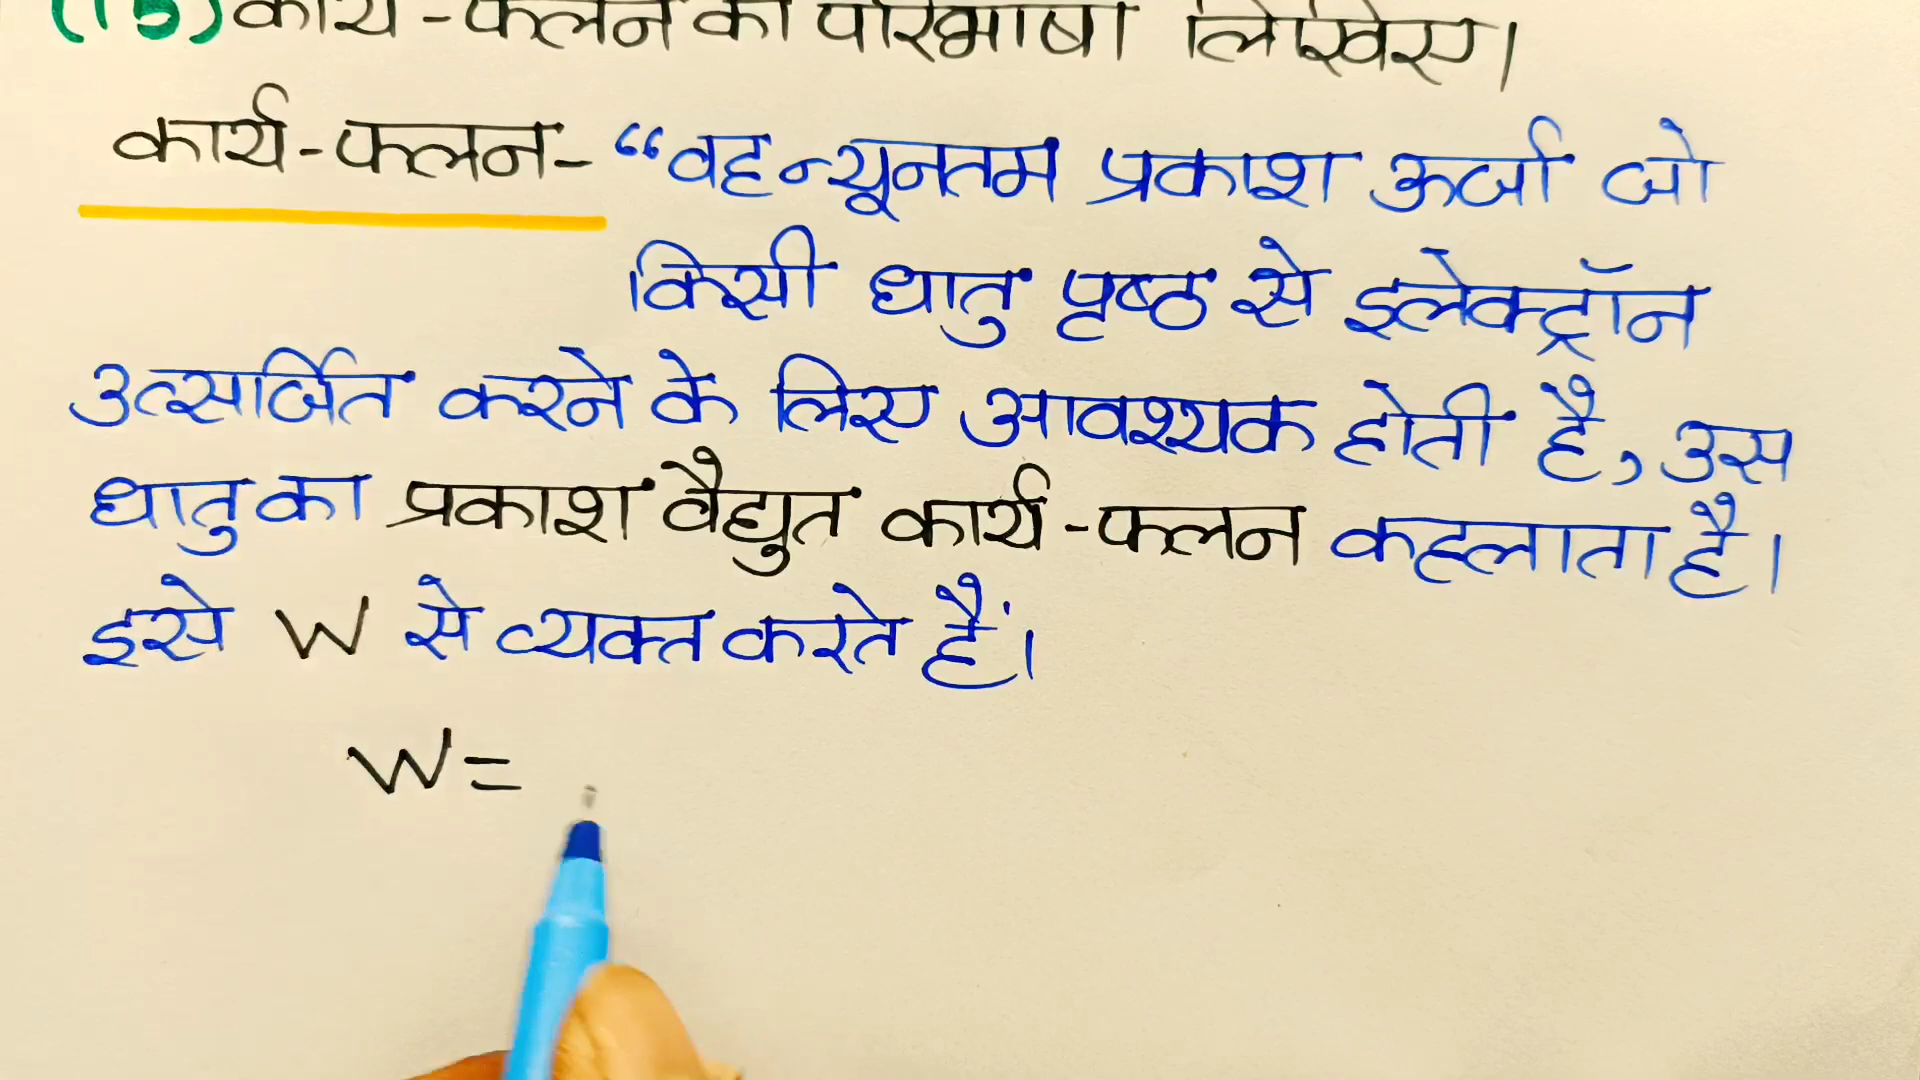 (15) कार्य-फलन की परिभाषा लिखिए।
कार्य-फलन- “वह न्यूनतम प्रकाश ऊर्जा जो
किसी धातु पृष्ठ से इलेक्ट्रॉन
उत्सर्जित करने के लिए आवश्यक होती है, उस
धातु का प्रकाश वैद्युत कार्य-फलन कहलाता है।
इसे W से व्यक्त करते हैं।
W=